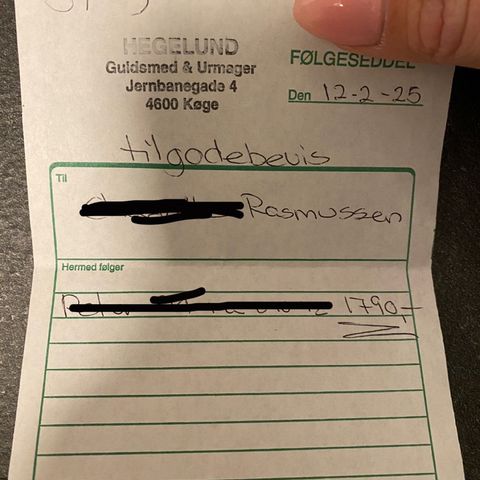 HEGELUND
Guldsmed & Urmager
Jernbanegade 4
4600 Køge
FØLGESEDDEL
Den 12-2-25
tilgodebevis
Til
Rasmussen
Hermed følger
1790,-